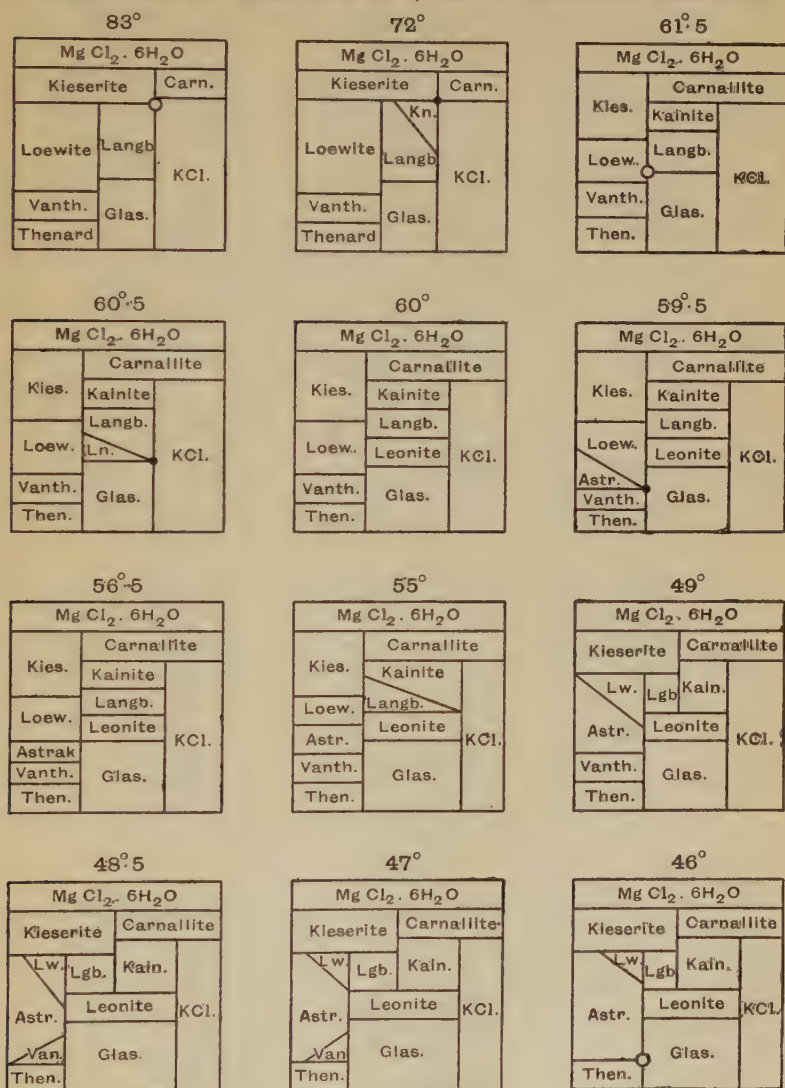 83°
Mg Cl2. 6H2O
Kieserite Carn.
Loewite Langb KCl.
Vanth. Glas.
Thenard
72°
Mg Cl2. 6H2O
Kieserite Carn.
Kn.
Loewite Langb KCl.
Vanth. Glas.
Thenard
61°.5
Mg Cl2. 6H2O
Carnallite
Kies. Kainite
Loew.. Langb. KCl.
Vanth. Glas.
Then.
60°.5
Mg Cl2. 6H2O
Carnallite
Kies. Kainite
Langb.
Loew. Ln. KCl.
Vanth. Glas.
Then.
60°
Mg Cl2. 6H2O
Carnallite
Kies. Kainite
Langb.
Loew.. Leonite KCl.
Vanth. Glas.
Then.
59°.5
Mg Cl2. 6H2O
Carnallite
Kies. Kainite
Langb.
Loew. Leonite KCl.
Astr. Glas.
Vanth.
Then.
56°.5
Mg Cl2. 6H2O
Carnallite
Kies. Kainite
Langb.
Loew. Leonite KCl.
Astrak
Vanth. Glas.
Then.
55°
Mg Cl2. 6H2O
Carnallite
Kies. Kainite
Loew. Langb.
Astr. Leonite KCl.
Vanth. Glas.
Then.
49°
Mg Cl2. 6H2O
Kieserite Carnallite
Lw. Lgb Kain.
Astr. Leonite KCl.
Vanth. Glas.
Then.
48°.5
Mg Cl2. 6H2O
Kieserite Carnallite
Lw. Lgb. Kain.
Astr. Leonite KCl.
Van. Glas.
Then.
47°
Mg Cl2. 6H2O
Kieserite Carnallite
Lw. Lgb. Kain.
Astr. Leonite KCl.
Van Glas.
Then.
46°
Mg Cl2. 6H2O
Kieserite Carnallite
Lw. Lgb Kain.
Astr. Leonite KCl.
Glas.
Then.